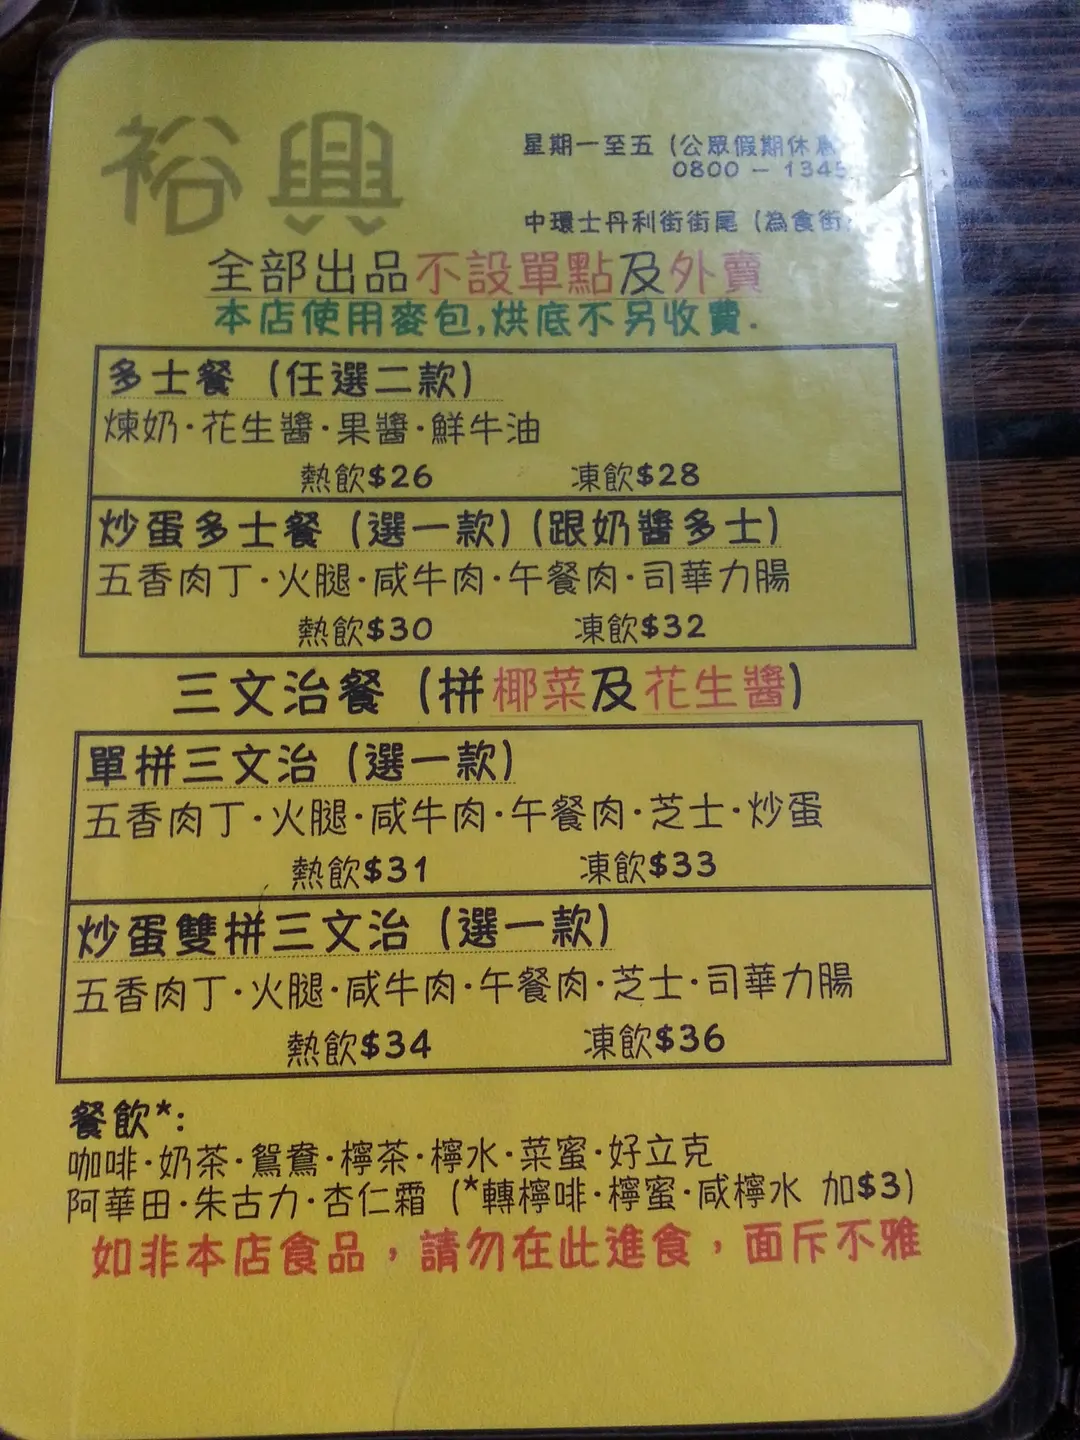 裕興
星期一至五 (公眾假期休
0800 – 1345
中環士丹利街街尾 (為食街
全部出品不設單點及外賣
本店使用麥包,烘底不另收費.
多士餐 (任選二款)
煉奶·花生醬·果醬·鮮牛油
熱飲$26 凍飲$28
炒蛋多士餐 (選一款) (跟奶醬多士)
五香肉丁·火腿·咸牛肉·午餐肉·司華力腸
熱飲$30 凍飲$32
三文治餐 (拼椰菜及花生醬)
單拼三文治 (選一款)
五香肉丁·火腿·咸牛肉·午餐肉·芝士·炒蛋
熱飲$31 凍飲$33
炒蛋雙拼三文治 (選一款)
五香肉丁·火腿·咸牛肉·午餐肉·芝士·司華力腸
熱飲$34 凍飲$36
餐飲*:
咖啡·奶茶·鴛鴦·檸茶·檸水·菜蜜·好立克
阿華田·朱古力·杏仁霜 (*轉檸啡·檸蜜·咸檸水 加$3)
如非本店食品，請勿在此進食，面斥不雅